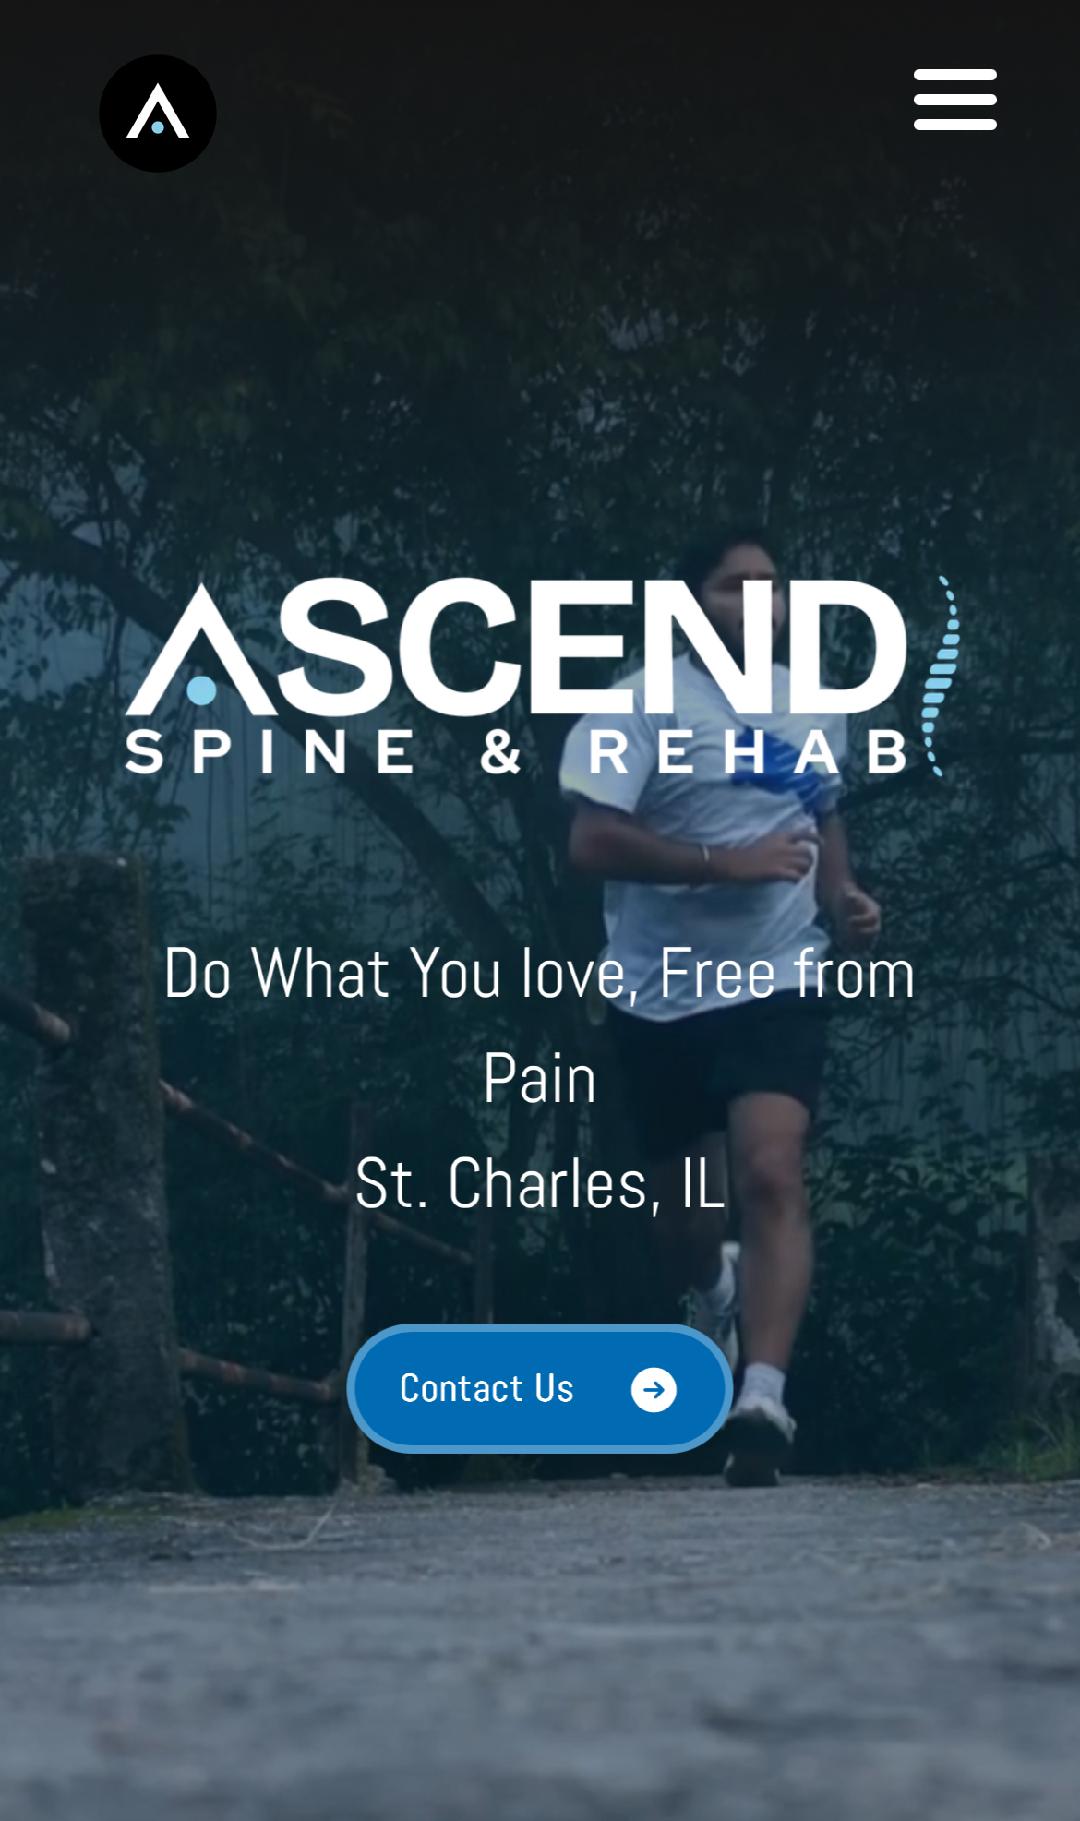 ASCEND
SPINE & REHAB
Do What You love, Free from
Pain
St. Charles, IL
Contact Us